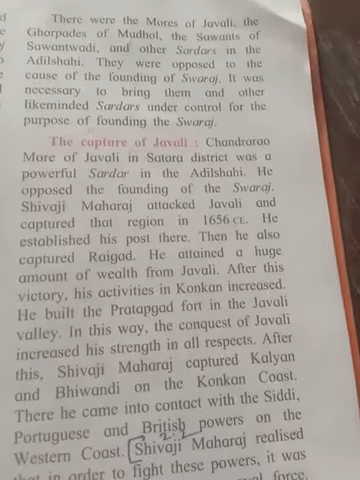 There were the Mores of Javali, the
Ghorpades of Mudhol, the Sawants of
Sawantwadi, and other Sardars in the
Adilshahi. They were opposed to the
cause of the founding of Swaraj. It was
necessary to bring them and other
likeminded Sardars under control for the
purpose of founding the Swaraj.
The capture of Javali : Chandrarao
More of Javali in Satara district was a
powerful Sardar in the Adilshahi. He
opposed the founding of the Swaraj.
Shivaji Maharaj attacked Javali and
captured that region in 1656 CE. He
established his post there. Then he also
captured Raigad. He attained a huge
amount of wealth from Javali. After this
victory, his activities in Konkan increased.
He built the Pratapgad fort in the Javali
valley. In this way, the conquest of Javali
increased his strength in all respects. After
this, Shivaji Maharaj captured Kalyan
and Bhiwandi on the Konkan Coast.
There he came into contact with the Siddi,
Portuguese and British powers on the
Western Coast. Shivaji Maharaj realised
that in order to fight these powers, it was
force.